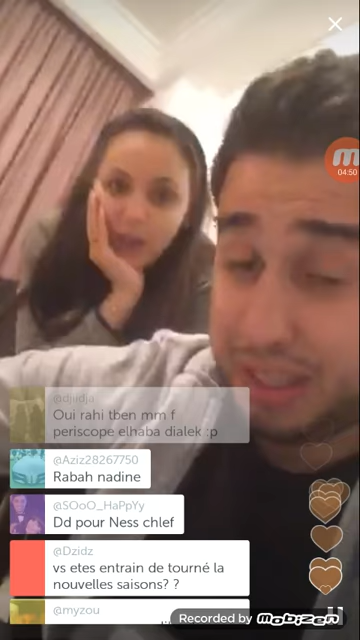 04:50
@djudja
Oui rahi tben mm f
periscope elhaba dialek :p
@Aziz28267750
Rabah nadine
@SOoO_HaPpYy
Dd pour Ness chlef
@Dzidz
vs etes entrain de tourné la
nouvelles saisons? ?
@myzou
Recorded by Mobizen